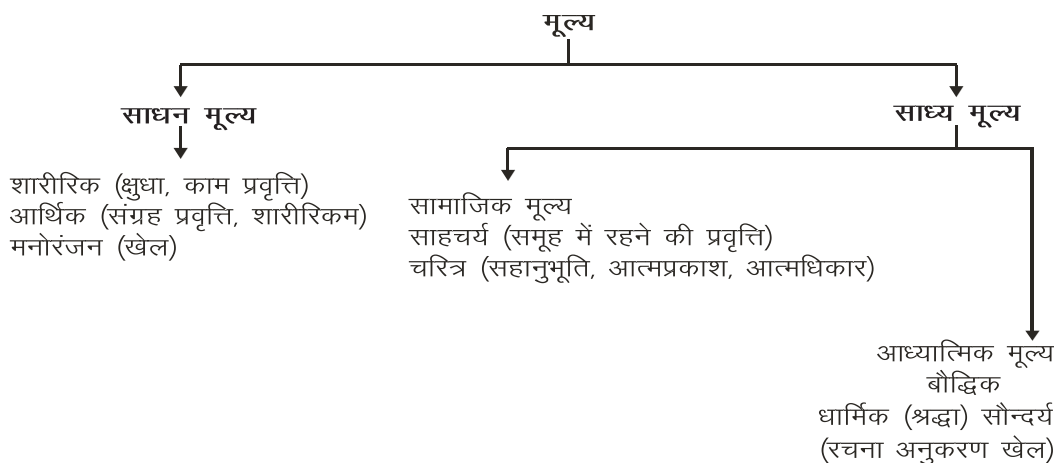 मूल्य
साधन मूल्य
साध्य मूल्य
शारीरिक (क्षुधा, काम प्रवृत्ति)
आर्थिक (संग्रह प्रवृत्ति, शारीरिकम)
मनोरंजन (खेल)
सामाजिक मूल्य
साहचर्य (समूह में रहने की प्रवृत्ति)
चरित्र (सहानुभूति, आत्मप्रकाश, आत्मधिकार)
आध्यात्मिक मूल्य
बौद्धिक
धार्मिक (श्रद्धा) सौन्दर्य
(रचना अनुकरण खेल)